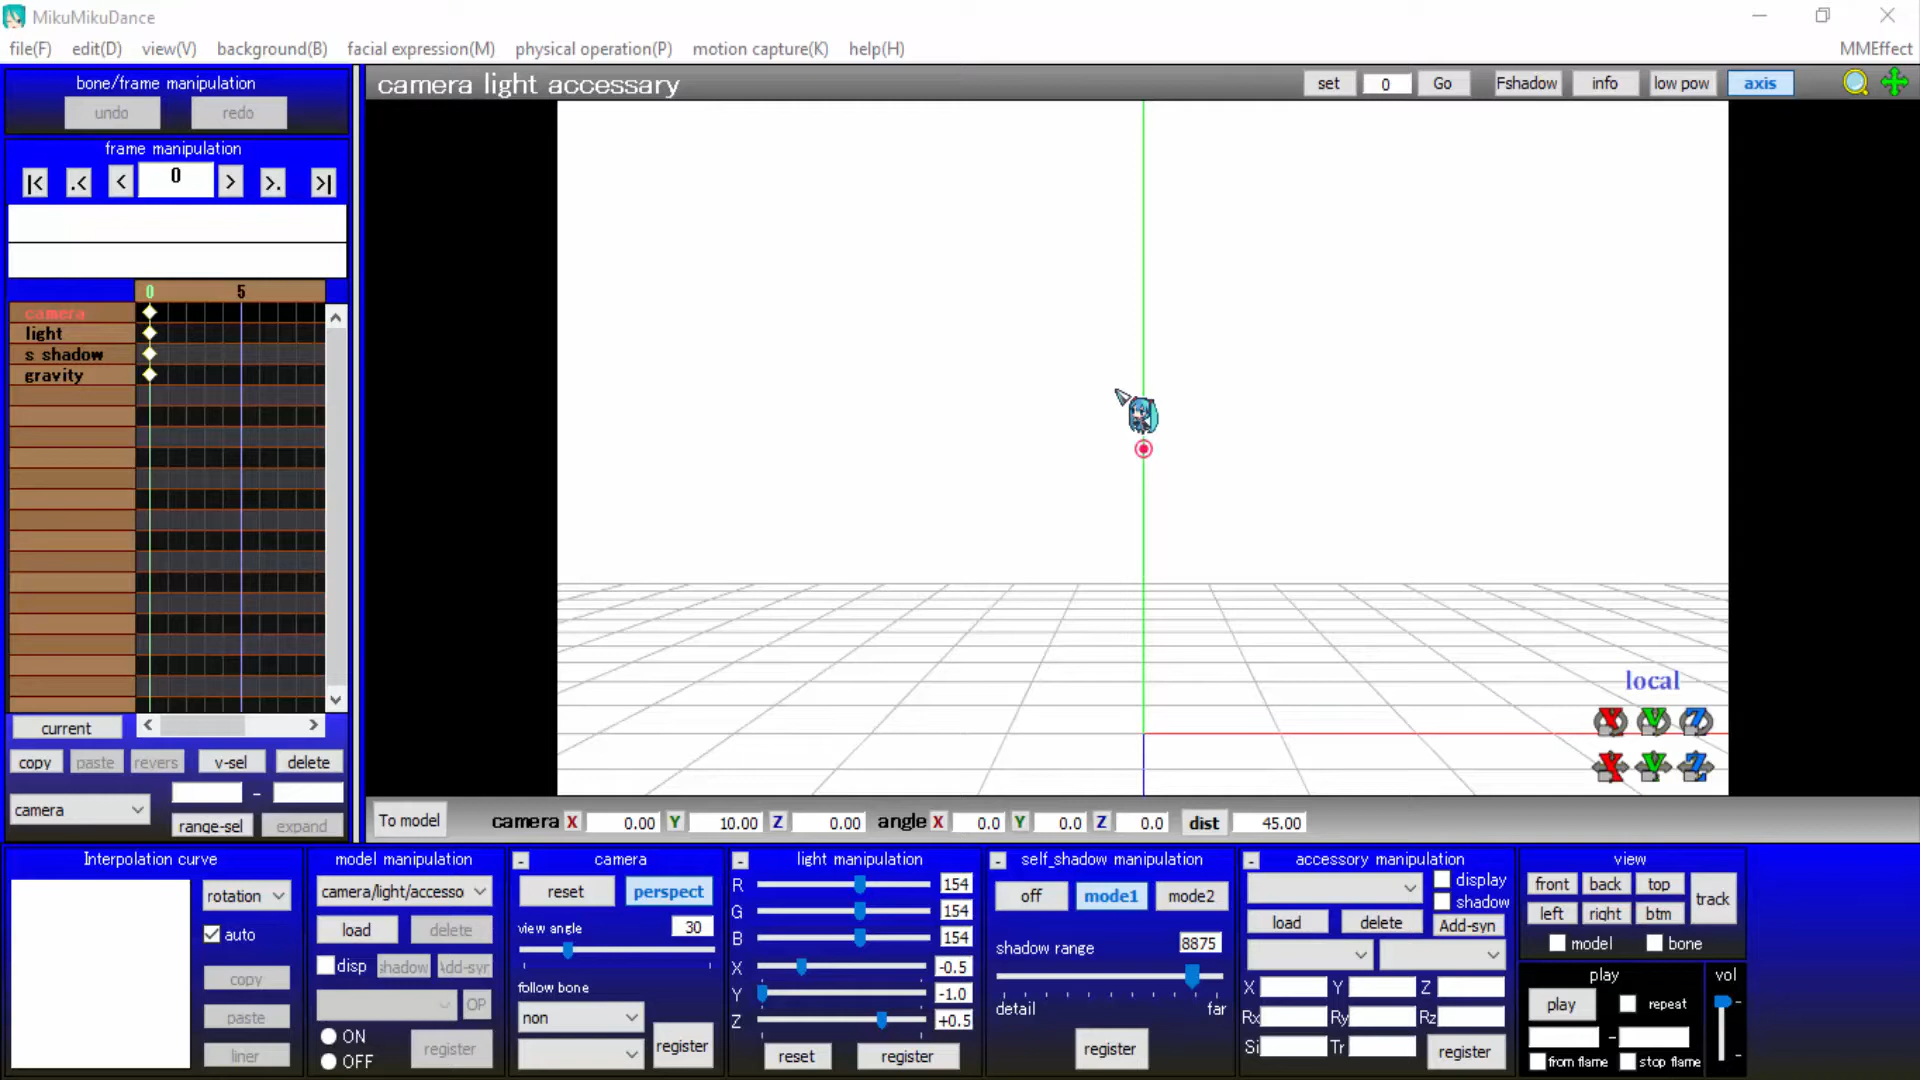 MikuMikuDance
file(F) edit(D) view(V) background(B) facial expression(M) physical operation(P) motion capture(K) help(H) MMEffect
bone/frame manipulation
undo redo
frame manipulation
|< .< < 0 > >. >|
camera light accessary
set 0 Go Fshadow info low pow axis
0 5
camera
light
s shadow
gravity
current < >
copy paste revers v-sel delete
camera -
range-sel expand
local
X Y Z
X Y Z
To model camera X 0.00 Y 10.00 Z 0.00 angle X 0.0 Y 0.0 Z 0.0 dist 45.00
Interpolation curve
rotation
auto
copy
paste
liner
model manipulation
camera/light/accesso
load delete
disp shadow Add-syn
OP
ON
OFF
register
- camera
reset perspect
view angle 30
follow bone
non
register
- light manipulation
R 154
G 154
B 154
X -0.5
Y -1.0
Z +0.5
reset register
- self_shadow manipulation
off mode1 mode2
shadow range 8875
detail far
register
- accessory manipulation
display
shadow
load delete Add-syn
X Y Z
Rx Ry Rz
Si Tr register
view
front back top
left right btm
track
model bone
play
play repeat
-
from flame stop flame
vol